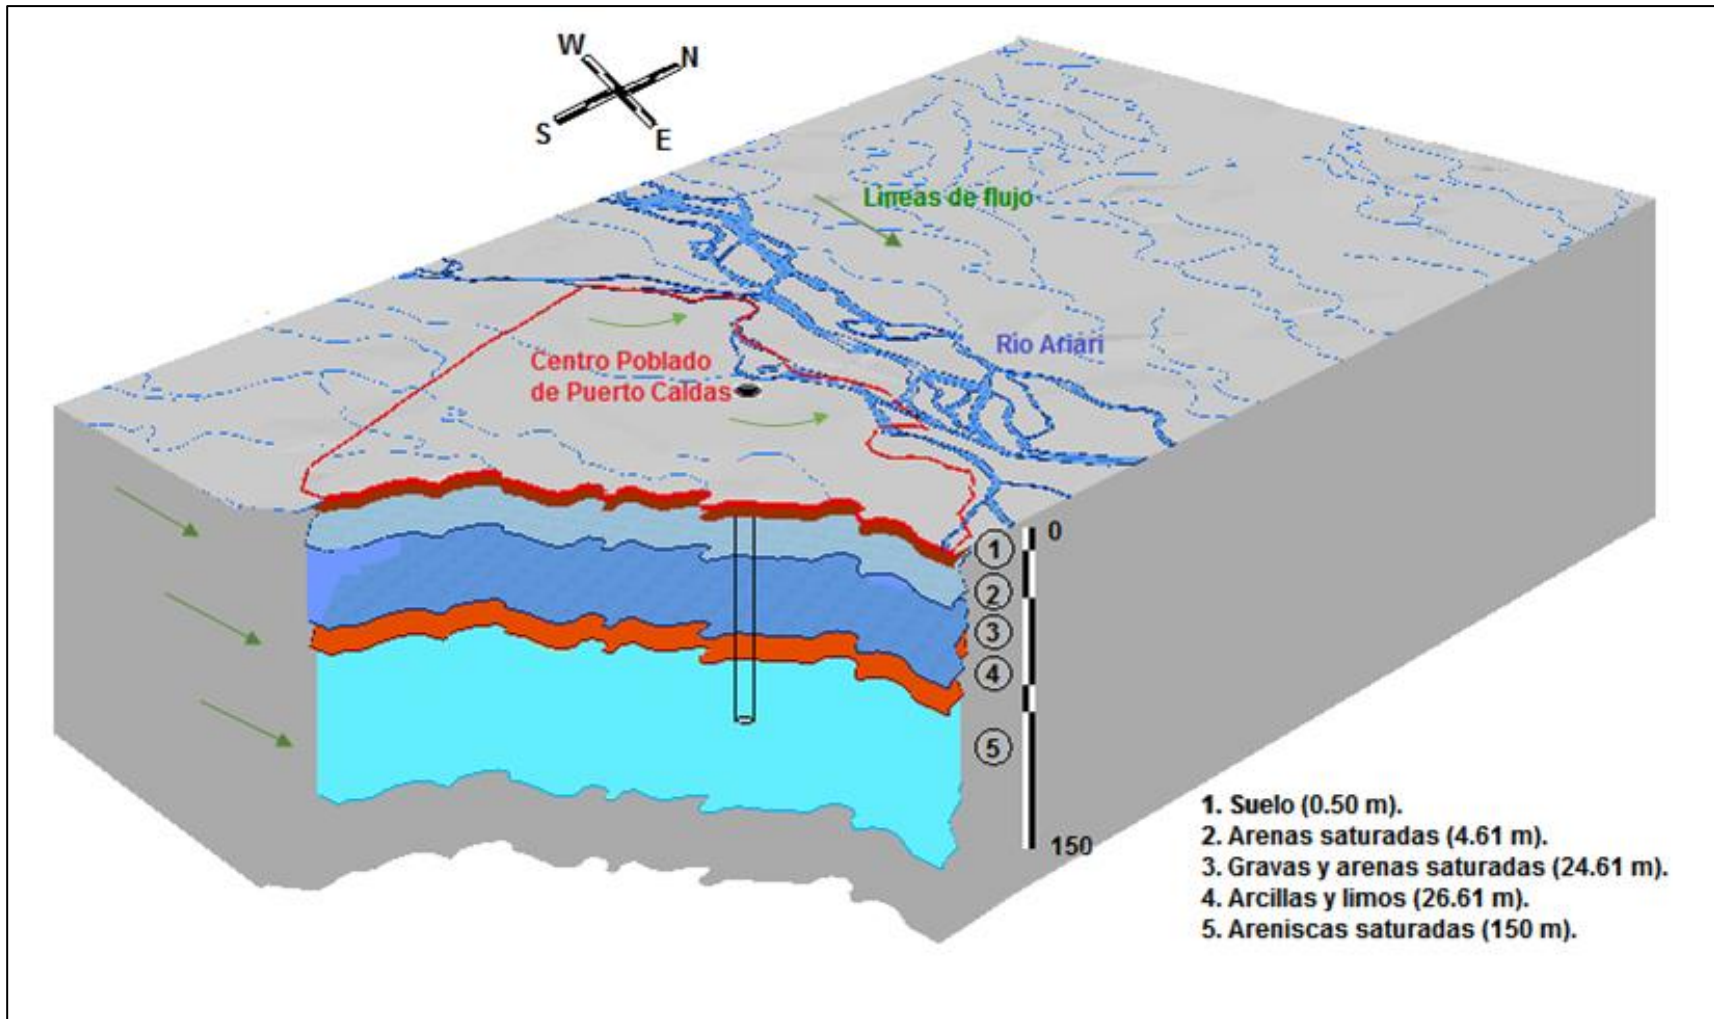 W
N
S
E
Líneas de flujo
Rio Ariari
Centro Poblado
de Puerto Caldas
0
1
2
3
4
5
150
1. Suelo (0.50 m).
2. Arenas saturadas (4.61 m).
3. Gravas y arenas saturadas (24.61 m).
4. Arcillas y limos (26.61 m).
5. Areniscas saturadas (150 m).